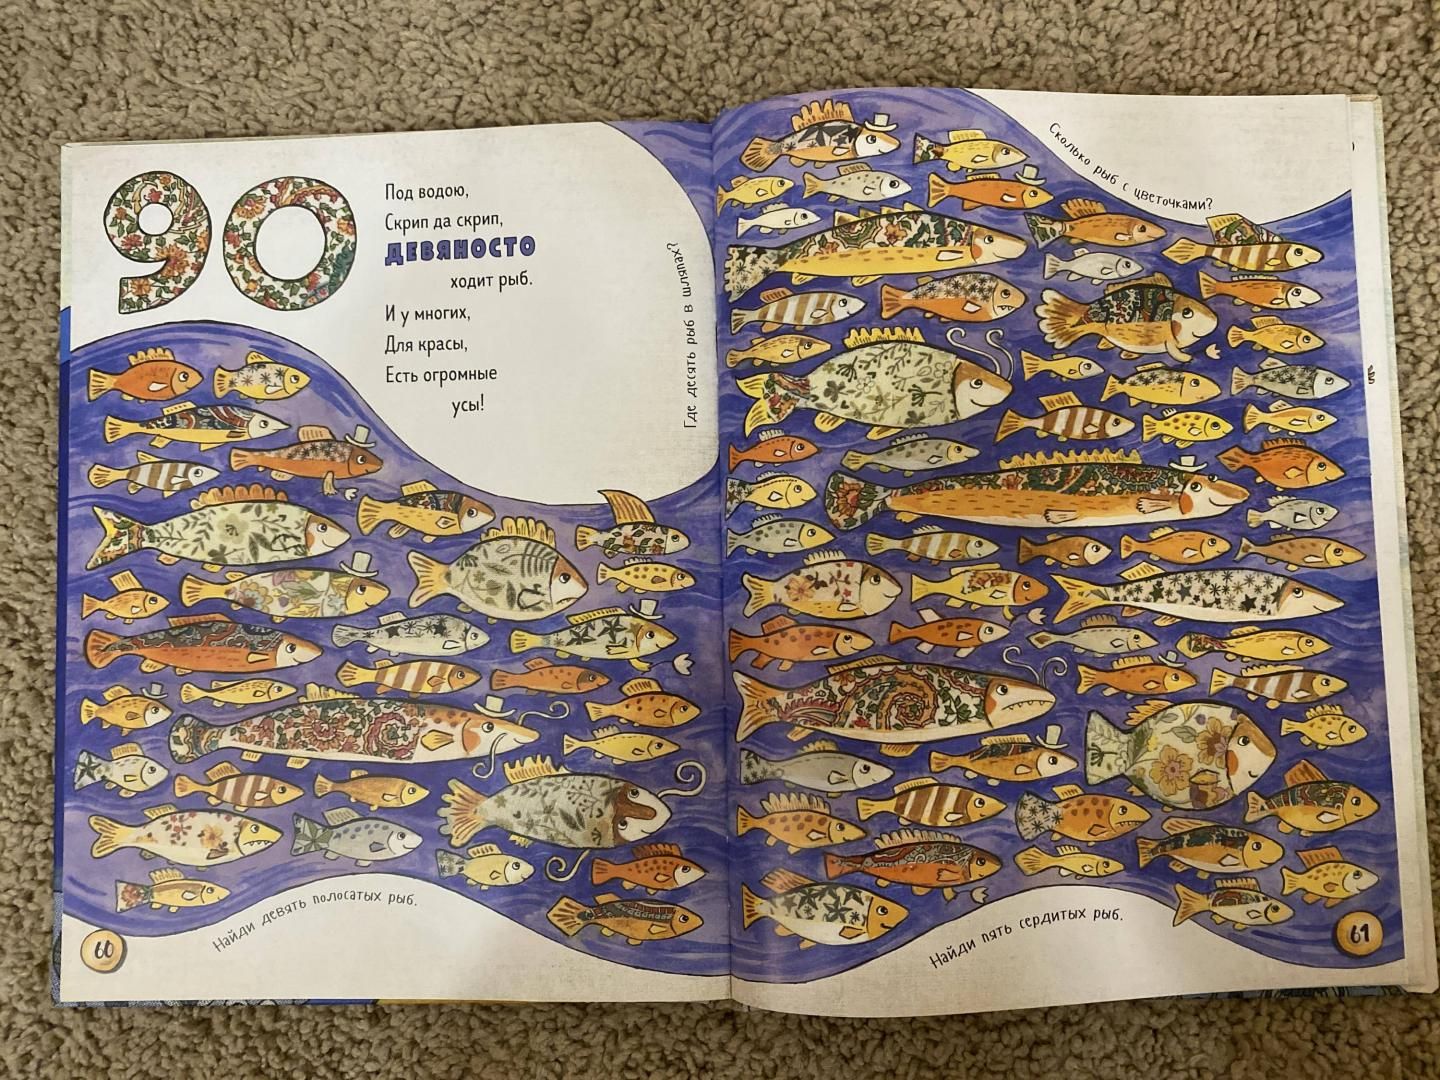 90
Под водою,
Скрип да скрип,
ДЕВЯНОСТО
ходит рыб.
И у многих,
Для красы,
Есть огромные
усы!
Где десять рыб в шляпах?
Найди девять полосатых рыб.
60
Сколько рыб с цветочками?
Найди пять сердитых рыб.
61